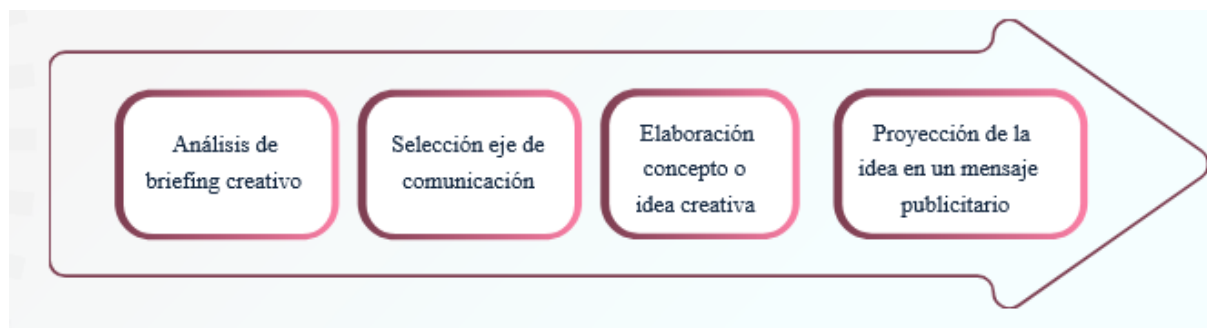 Análisis de
briefing creativo
Selección eje de
comunicación
Elaboración
concepto o
idea creativa
Proyección de la
idea en un mensaje
publicitario